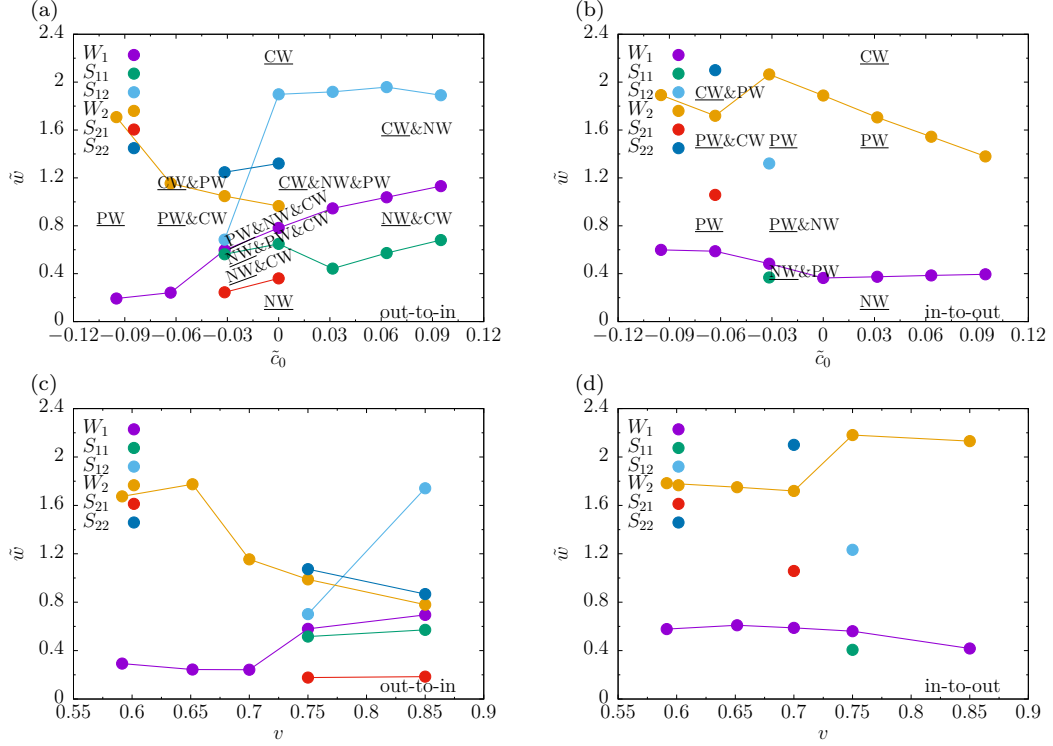 (a)
2.4
2
1.6
1.2
0.8
0.4
0
w̃
W₁
S₁₁
S₁₂
W₂
S₂₁
S₂₂
CW
CW&NW
CW&PW
CW&NW&PW
PW
PW&CW
PW&NW&CW
NW&PW&CW
NW&CW
NW&CW
NW
out-to-in
−0.12 −0.09 −0.06 −0.03 0 0.03 0.06 0.09 0.12
c̃₀
(b)
2.4
2
1.6
1.2
0.8
0.4
0
w̃
W₁
S₁₁
S₁₂
W₂
S₂₁
S₂₂
CW
CW&PW
PW&CW
PW
PW
PW
PW&NW
NW&PW
NW
in-to-out
−0.12 −0.09 −0.06 −0.03 0 0.03 0.06 0.09 0.12
c̃₀
(c)
2.4
2
1.6
1.2
0.8
0.4
0
w̃
W₁
S₁₁
S₁₂
W₂
S₂₁
S₂₂
out-to-in
0.55 0.6 0.65 0.7 0.75 0.8 0.85 0.9
v
(d)
2.4
2
1.6
1.2
0.8
0.4
0
w̃
W₁
S₁₁
S₁₂
W₂
S₂₁
S₂₂
in-to-out
0.55 0.6 0.65 0.7 0.75 0.8 0.85 0.9
v